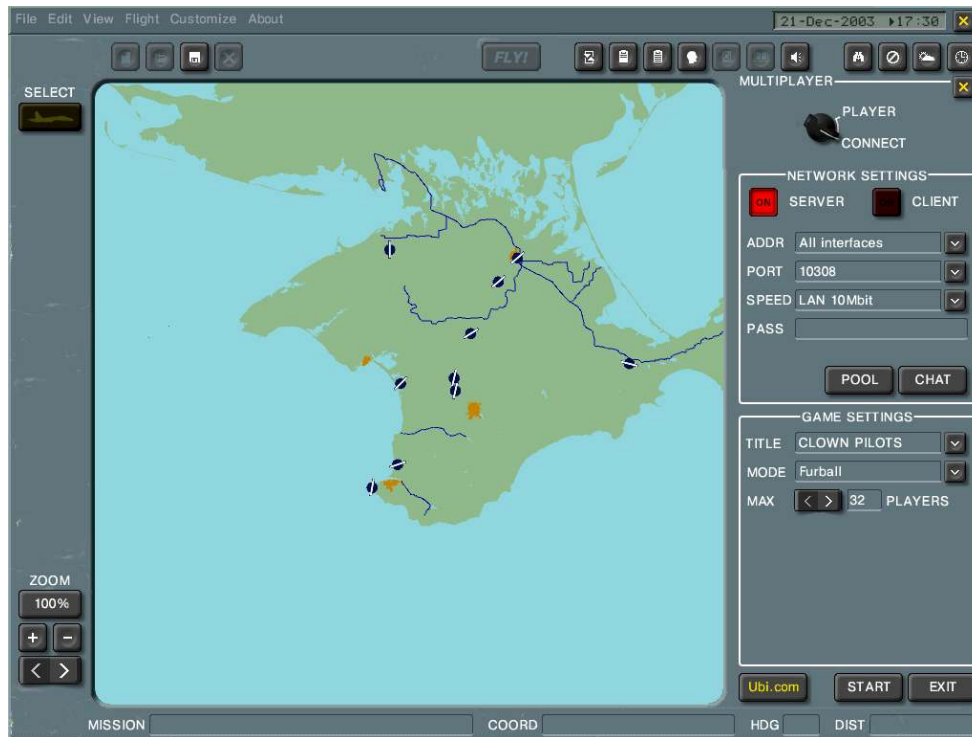 File Edit View Flight Customize About
21-Dec-2003 17:30
FLY!
SELECT
MULTIPLAYER
PLAYER
CONNECT
NETWORK SETTINGS
ON SERVER CLIENT
ADDR All interfaces
PORT 10308
SPEED LAN 10Mbit
PASS
POOL CHAT
GAME SETTINGS
TITLE CLOWN PILOTS
MODE Furball
MAX 32 PLAYERS
ZOOM
100%
Ubi.com START EXIT
MISSION COORD HDG DIST